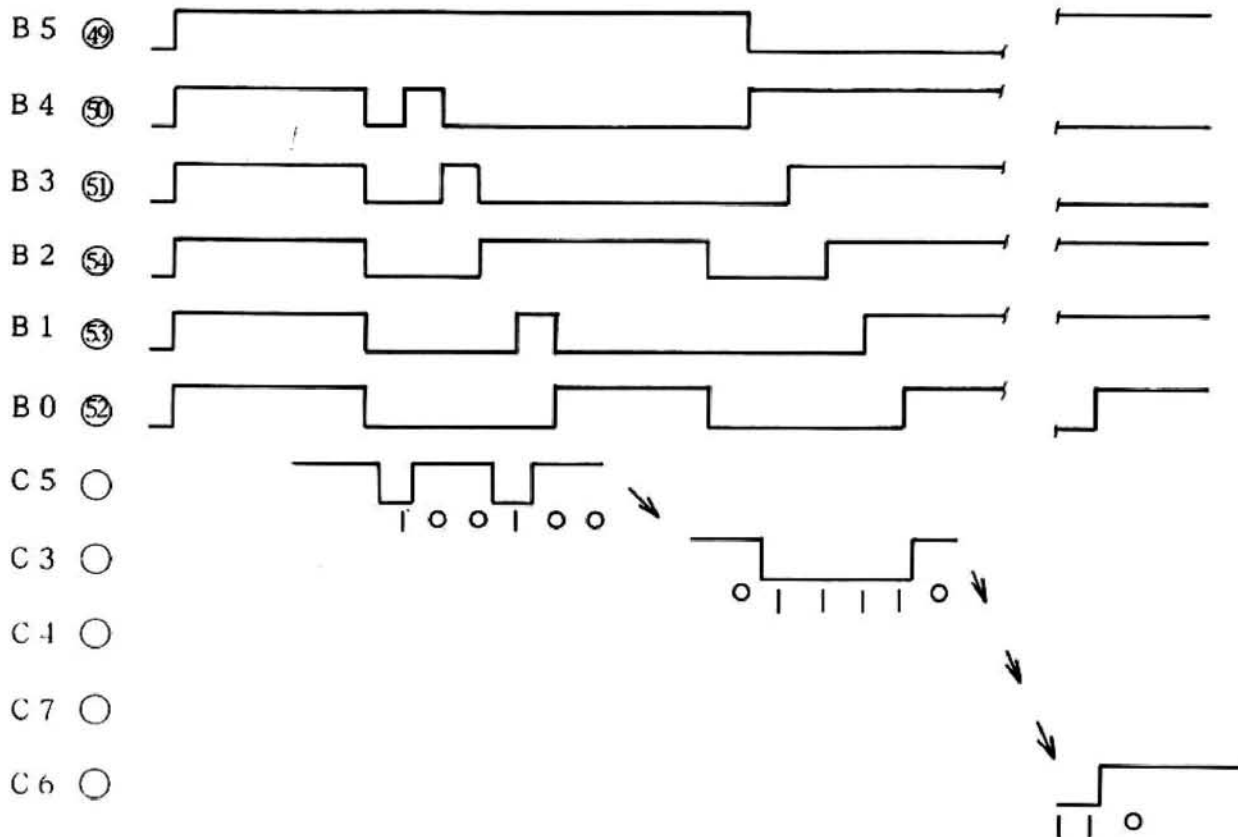 B 5 ㊾
B 4 ㊿
B 3 51
B 2 54
B 1 53
B 0 52
C 5
| O O | O O
C 3
O | | | | O
C 4
C 7
C 6
| | O